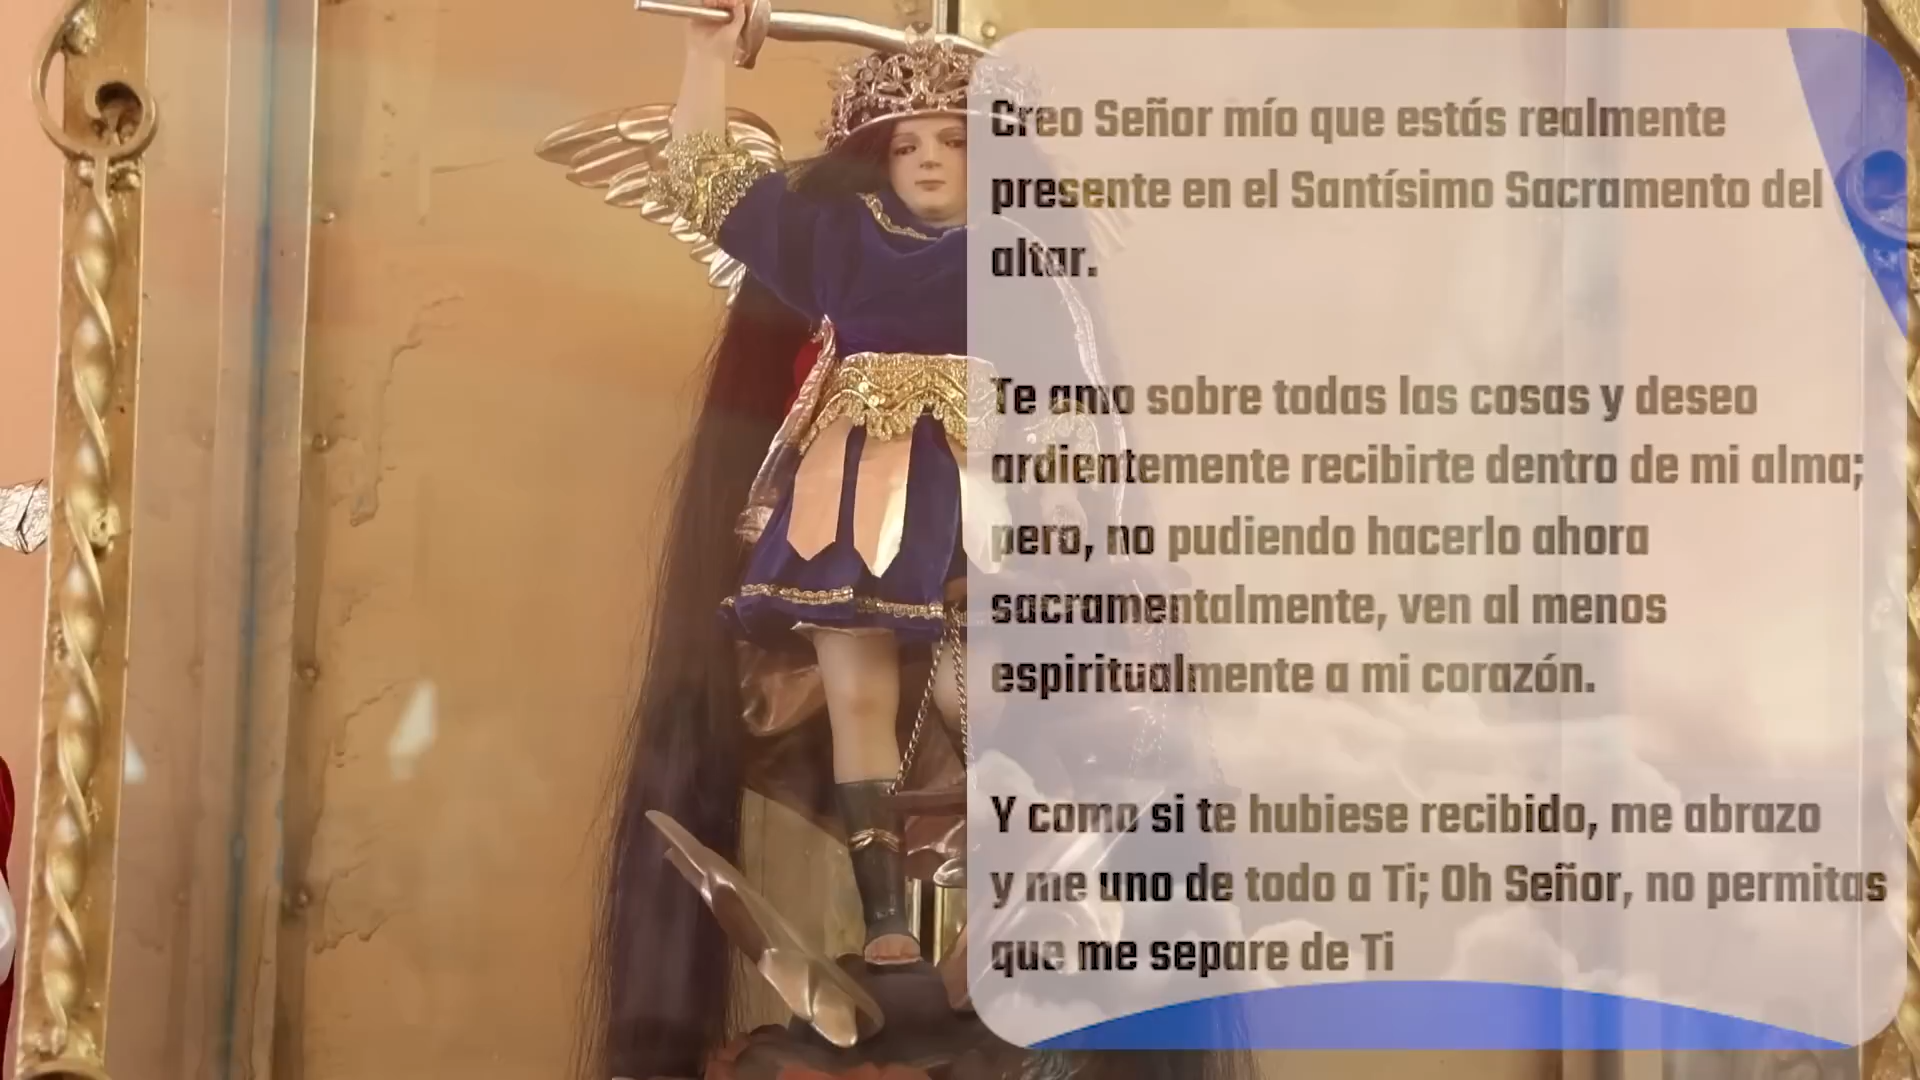 Creo Señor mío que estás realmente
presente en el Santísimo Sacramento del
altar.
Te amo sobre todas las cosas y deseo
ardientemente recibirte dentro de mi alma;
pero, no pudiendo hacerlo ahora
sacramentalmente, ven al menos
espiritualmente a mi corazón.
Y como si te hubiese recibido, me abrazo
y me uno de todo a Ti; Oh Señor, no permitas
que me separe de Ti